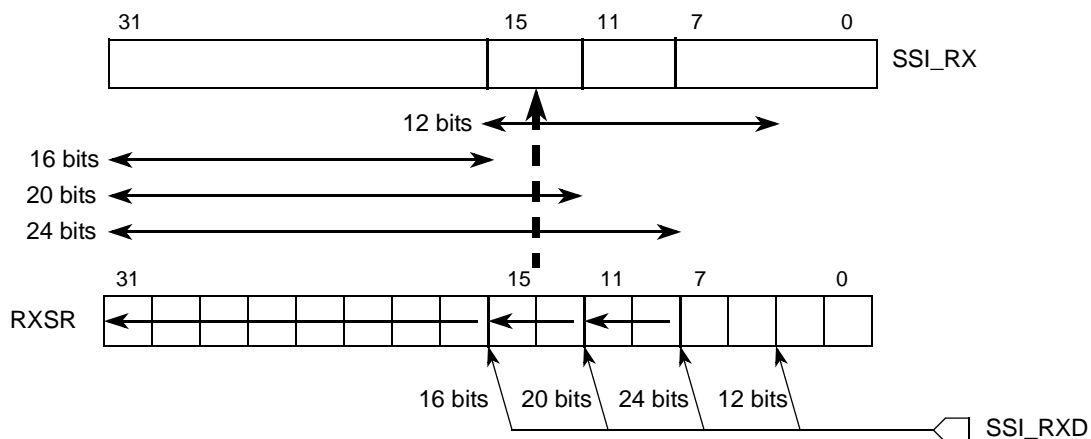 31 15 11 7 0
SSI_RX
12 bits
16 bits
20 bits
24 bits
31 15 11 7 0
RXSR
16 bits 20 bits 24 bits 12 bits
SSI_RXD